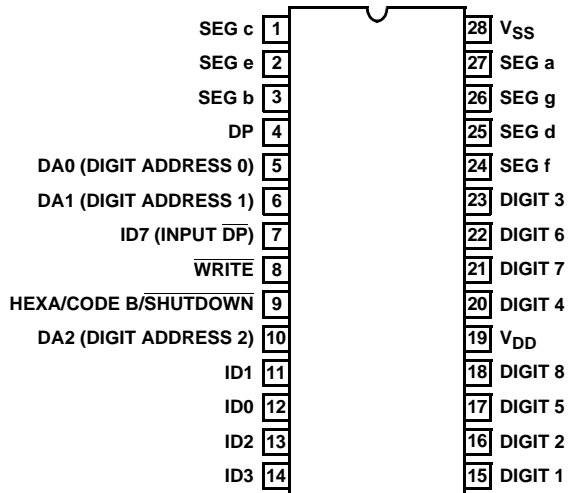 SEG c 1
SEG e 2
SEG b 3
DP 4
DA0 (DIGIT ADDRESS 0) 5
DA1 (DIGIT ADDRESS 1) 6
ID7 (INPUT D̅P̅) 7
W̅R̅I̅T̅E̅ 8
HEXA/CODE B/S̅H̅U̅T̅D̅O̅W̅N̅ 9
DA2 (DIGIT ADDRESS 2) 10
ID1 11
ID0 12
ID2 13
ID3 14
28 VSS
27 SEG a
26 SEG g
25 SEG d
24 SEG f
23 DIGIT 3
22 DIGIT 6
21 DIGIT 7
20 DIGIT 4
19 VDD
18 DIGIT 8
17 DIGIT 5
16 DIGIT 2
15 DIGIT 1